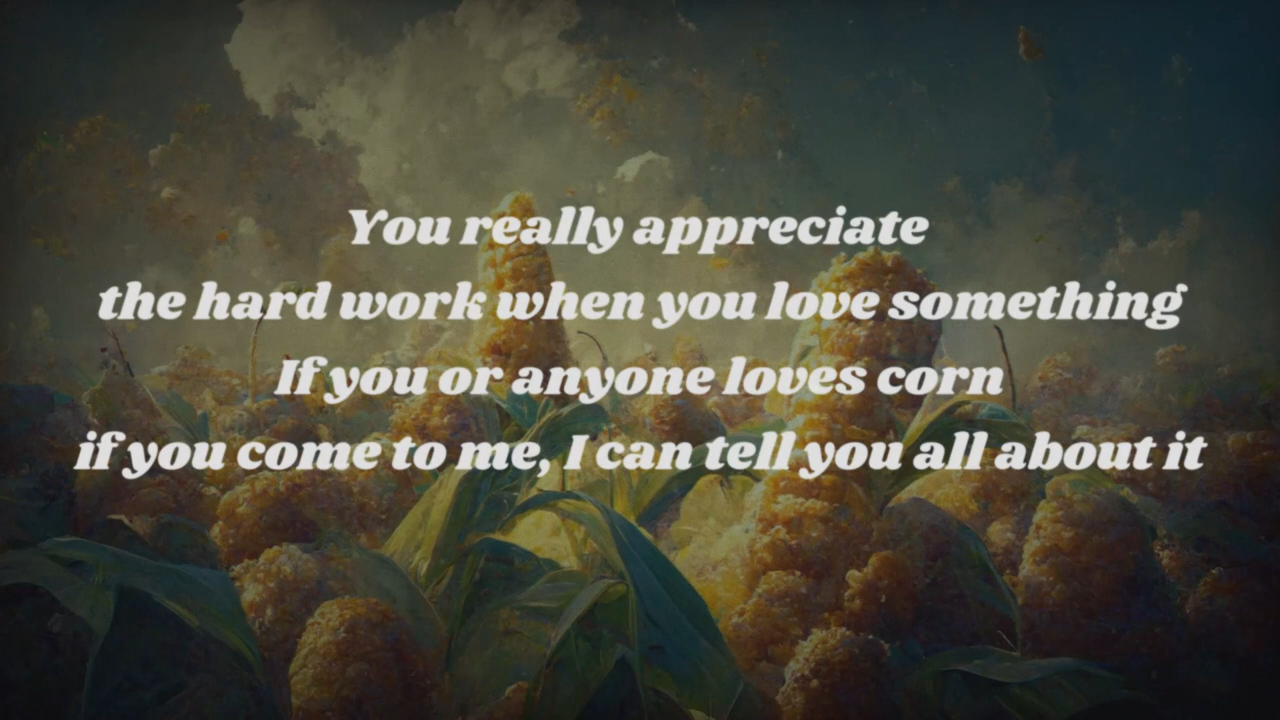 You really appreciate
the hard work when you love something
If you or anyone loves corn
if you come to me, I can tell you all about it